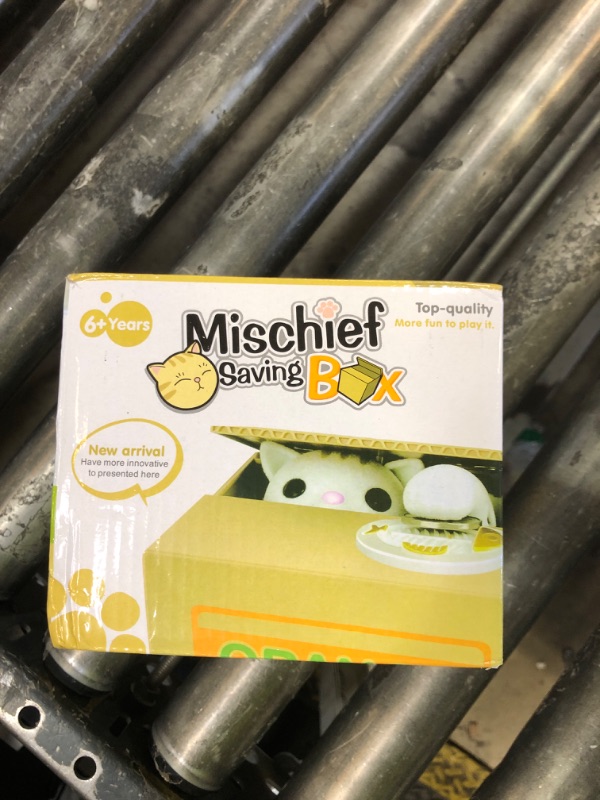 6+ Years
Mischief
Saving Box
Top-quality
More fun to play it.
New arrival
Have more innovative
to presented here